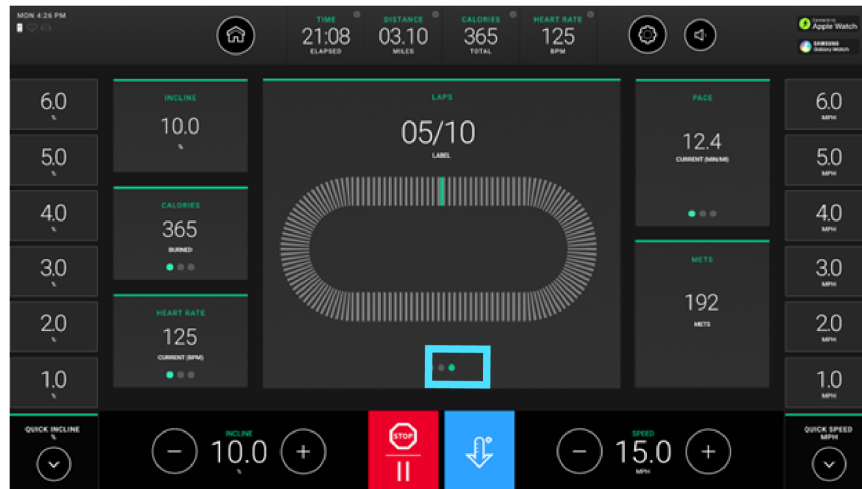 MON 4:26 PM
TIME
21:08
ELAPSED
DISTANCE
03.10
MILES
CALORIES
365
TOTAL
HEART RATE
125
BPM
Connects to
Apple Watch
SAMSUNG
Galaxy Watch
6.0
%
5.0
%
4.0
%
3.0
%
2.0
%
1.0
%
QUICK INCLINE
%
INCLINE
10.0
%
CALORIES
365
BURNED
HEART RATE
125
CURRENT (BPM)
LAPS
05/10
LABEL
PACE
12.4
CURRENT (MIN/MI)
METS
192
METS
6.0
MPH
5.0
MPH
4.0
MPH
3.0
MPH
2.0
MPH
1.0
MPH
QUICK SPEED
MPH
INCLINE
10.0
%
STOP
SPEED
15.0
MPH